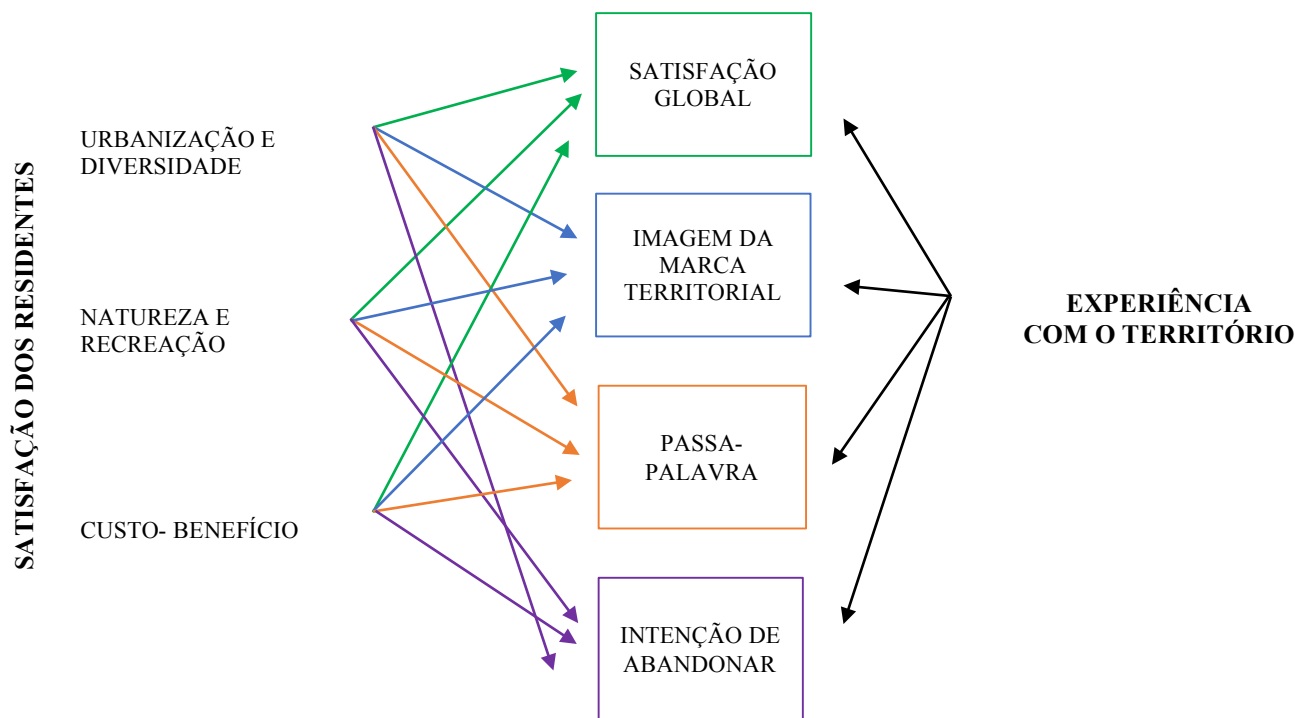 SATISFAÇÃO DOS RESIDENTES
URBANIZAÇÃO E
DIVERSIDADE
NATUREZA E
RECREAÇÃO
CUSTO- BENEFÍCIO
SATISFAÇÃO
GLOBAL
IMAGEM DA
MARCA
TERRITORIAL
PASSA-
PALAVRA
INTENÇÃO DE
ABANDONAR
EXPERIÊNCIA
COM O TERRITÓRIO